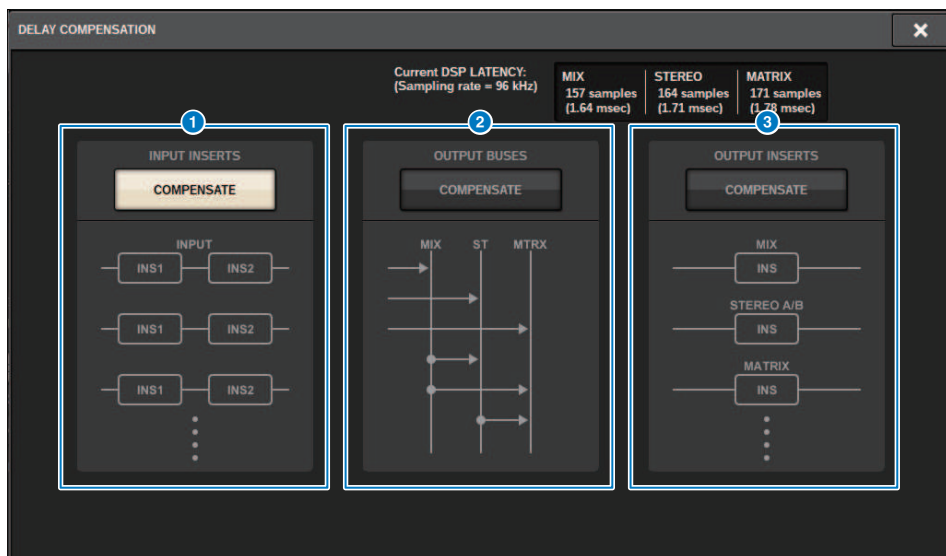 DELAY COMPENSATION
Current DSP LATENCY:
(Sampling rate = 96 kHz)
MIX
157 samples
(1.64 msec)
STEREO
164 samples
(1.71 msec)
MATRIX
171 samples
(1.78 msec)
1
INPUT INSERTS
COMPENSATE
INPUT
INS1 INS2
INS1 INS2
INS1 INS2
2
OUTPUT BUSES
COMPENSATE
MIX ST MTRX
3
OUTPUT INSERTS
COMPENSATE
MIX
INS
STEREO A/B
INS
MATRIX
INS